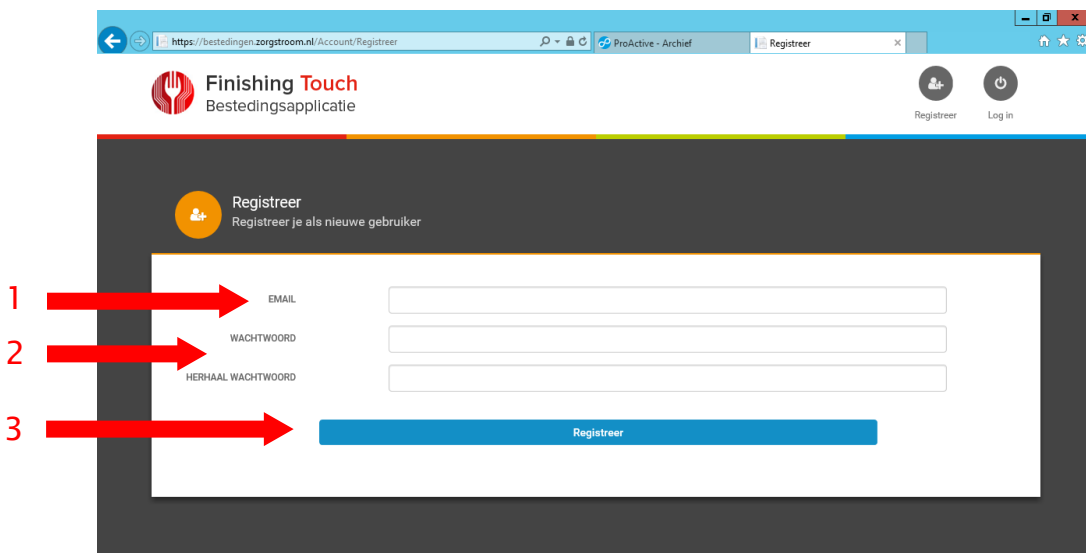 https://bestedingen.zorgstroom.nl/Account/Registreer
ProActive - Archief
Registreer
Finishing Touch
Bestedingsapplicatie
Registreer
Log in
Registreer
Registreer je als nieuwe gebruiker
1
EMAIL
2
WACHTWOORD
HERHAAL WACHTWOORD
3
Registreer